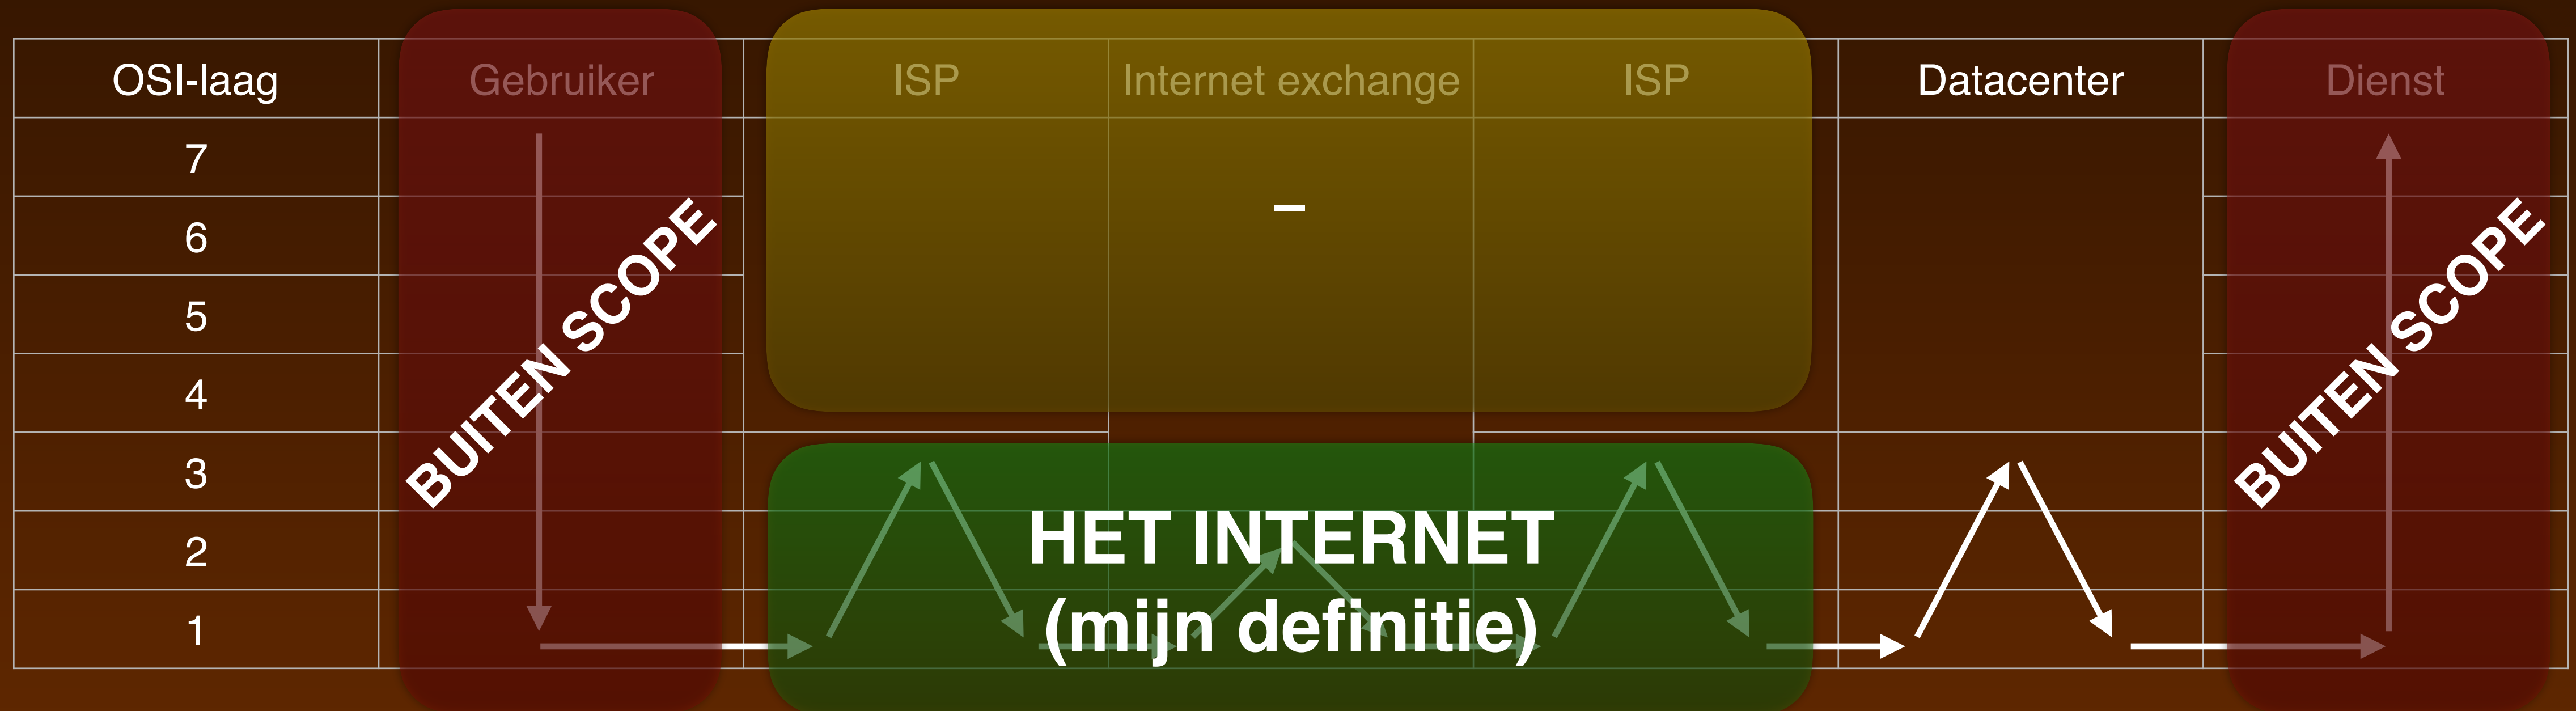 OSI-laag Gebruiker ISP Internet exchange ISP Datacenter Dienst
7
–
6
5
BUITEN SCOPE BUITEN SCOPE
4
3
HET INTERNET
2
(mijn definitie)
1